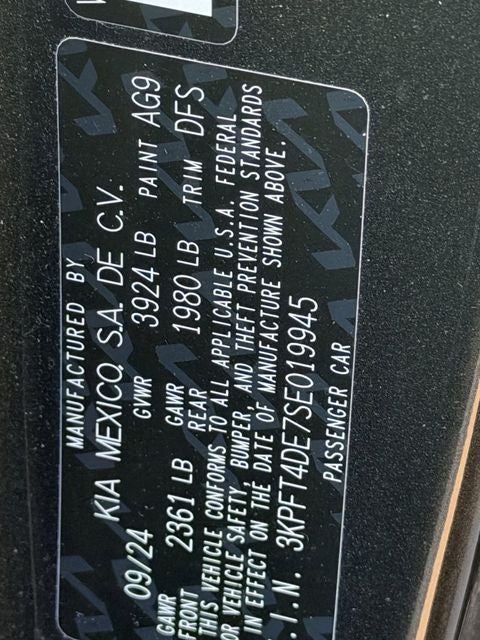 MANUFACTURED BY
KIA MEXICO, S.A. DE C.V.
09/24 GVWR 3924 LB PAINT AG9
GAWR FRONT 2361 LB GAWR REAR 1980 LB TRIM DFS
THIS VEHICLE CONFORMS TO ALL APPLICABLE U.S.A. FEDERAL
OR VEHICLE SAFETY, BUMPER, AND THEFT PREVENTION STANDARDS
IN EFFECT ON THE DATE OF MANUFACTURE SHOWN ABOVE.
.I.N. 3KPFT4DE7SE019945
PASSENGER CAR